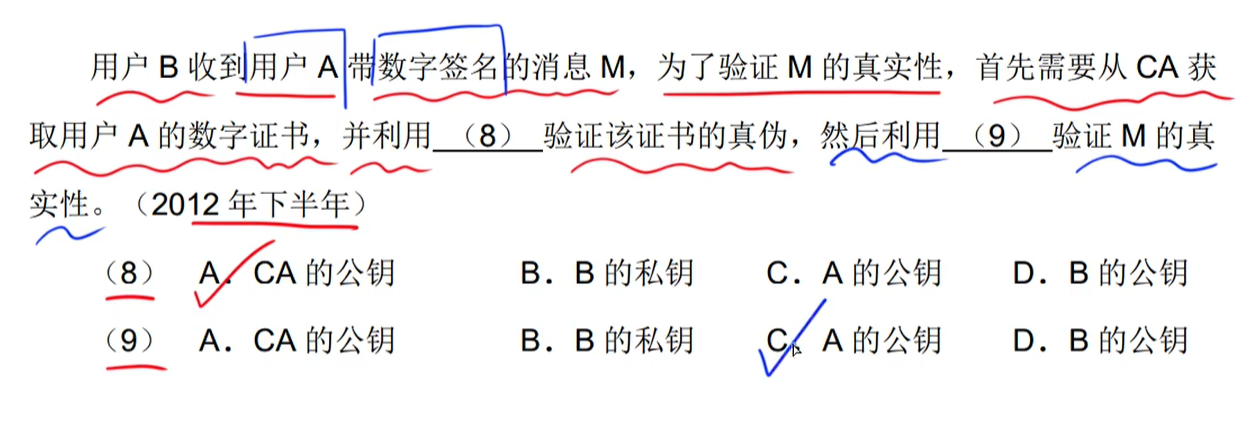 用户 B 收到用户 A 带数字签名的消息 M，为了验证 M 的真实性，首先需要从 CA 获
取用户 A 的数字证书，并利用（8）验证该证书的真伪，然后利用（9）验证 M 的真
实性。（2012 年下半年）
（8） A．CA 的公钥 B．B 的私钥 C．A 的公钥 D．B 的公钥
（9） A．CA 的公钥 B．B 的私钥 C．A 的公钥 D．B 的公钥